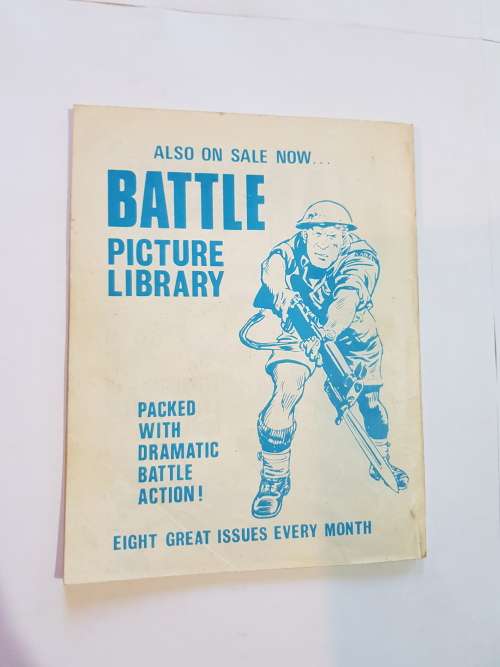 ALSO ON SALE NOW...
BATTLE
PICTURE
LIBRARY
PACKED
WITH
DRAMATIC
BATTLE
ACTION!
EIGHT GREAT ISSUES EVERY MONTH